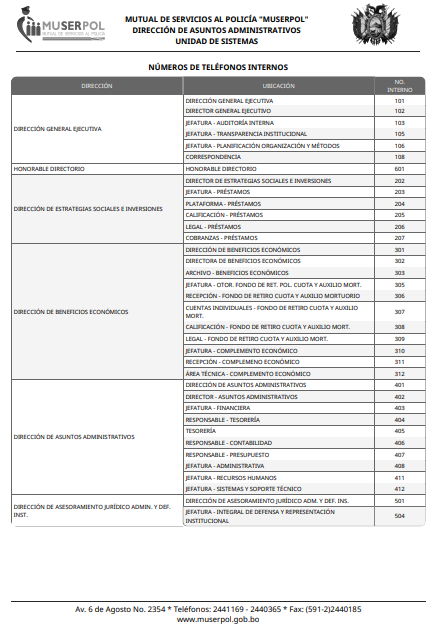 MUSERPOL
MUTUAL DE SERVICIOS AL POLICÍA
MUTUAL DE SERVICIOS AL POLICÍA "MUSERPOL"
DIRECCIÓN DE ASUNTOS ADMINISTRATIVOS
UNIDAD DE SISTEMAS
NÚMEROS DE TELÉFONOS INTERNOS
DIRECCIÓN UBICACIÓN NO. INTERNO
DIRECCIÓN GENERAL EJECUTIVA
DIRECCIÓN GENERAL EJECUTIVA 101
DIRECTOR GENERAL EJECUTIVO 102
JEFATURA - AUDITORÍA INTERNA 103
JEFATURA - TRANSPARENCIA INSTITUCIONAL 105
JEFATURA - PLANIFICACIÓN ORGANIZACIÓN Y MÉTODOS 106
CORRESPONDENCIA 108
HONORABLE DIRECTORIO HONORABLE DIRECTORIO 601
DIRECCIÓN DE ESTRATEGIAS SOCIALES E INVERSIONES
DIRECTOR DE ESTRATEGIAS SOCIALES E INVERSIONES 202
JEFATURA - PRÉSTAMOS 203
PLATAFORMA - PRÉSTAMOS 204
CALIFICACIÓN - PRÉSTAMOS 205
LEGAL - PRÉSTAMOS 206
COBRANZAS - PRÉSTAMOS 207
DIRECCIÓN DE BENEFICIOS ECONÓMICOS
DIRECCIÓN DE BENEFICIOS ECONÓMICOS 301
DIRECTORA DE BENEFICIOS ECONÓMICOS 302
ARCHIVO - BENEFICIOS ECONÓMICOS 303
JEFATURA - OTOR. FONDO DE RET. POL. CUOTA Y AUXILIO MORT. 305
RECEPCIÓN - FONDO DE RETIRO CUOTA Y AUXILIO MORTUORIO 306
CUENTAS INDIVIDUALES - FONDO DE RETIRO CUOTA Y AUXILIO
MORT. 307
CALIFICACIÓN - FONDO DE RETIRO CUOTA Y AUXILIO MORT. 308
LEGAL - FONDO DE RETIRO CUOTA Y AUXILIO MORT. 309
JEFATURA - COMPLEMENTO ECONÓMICO 310
RECEPCIÓN - COMPLEMENO ECONÓMICO 311
ÁREA TÉCNICA - COMPLEMENTO ECONÓMICO 312
DIRECCIÓN DE ASUNTOS ADMINISTRATIVOS
DIRECCIÓN DE ASUNTOS ADMINISTRATIVOS 401
DIRECTOR - ASUNTOS ADMINISTRATIVOS 402
JEFATURA - FINANCIERA 403
RESPONSABLE - TESORERÍA 404
TESORERÍA 405
RESPONSABLE - CONTABILIDAD 406
RESPONSABLE - PRESUPUESTO 407
JEFATURA - ADMINISTRATIVA 408
JEFATURA - RECURSOS HUMANOS 411
JEFATURA - SISTEMAS Y SOPORTE TÉCNICO 412
DIRECCIÓN DE ASESORAMIENTO JURÍDICO ADMIN. Y DEF.
INST.
DIRECCIÓN DE ASESORAMIENTO JURÍDICO ADM. Y DEF. INS. 501
JEFATURA - INTEGRAL DE DEFENSA Y REPRESENTACIÓN
INSTITUCIONAL 504
Av. 6 de Agosto No. 2354 * Teléfonos: 2441169 - 2440365 * Fax: (591-2)2440185
www.muserpol.gob.bo